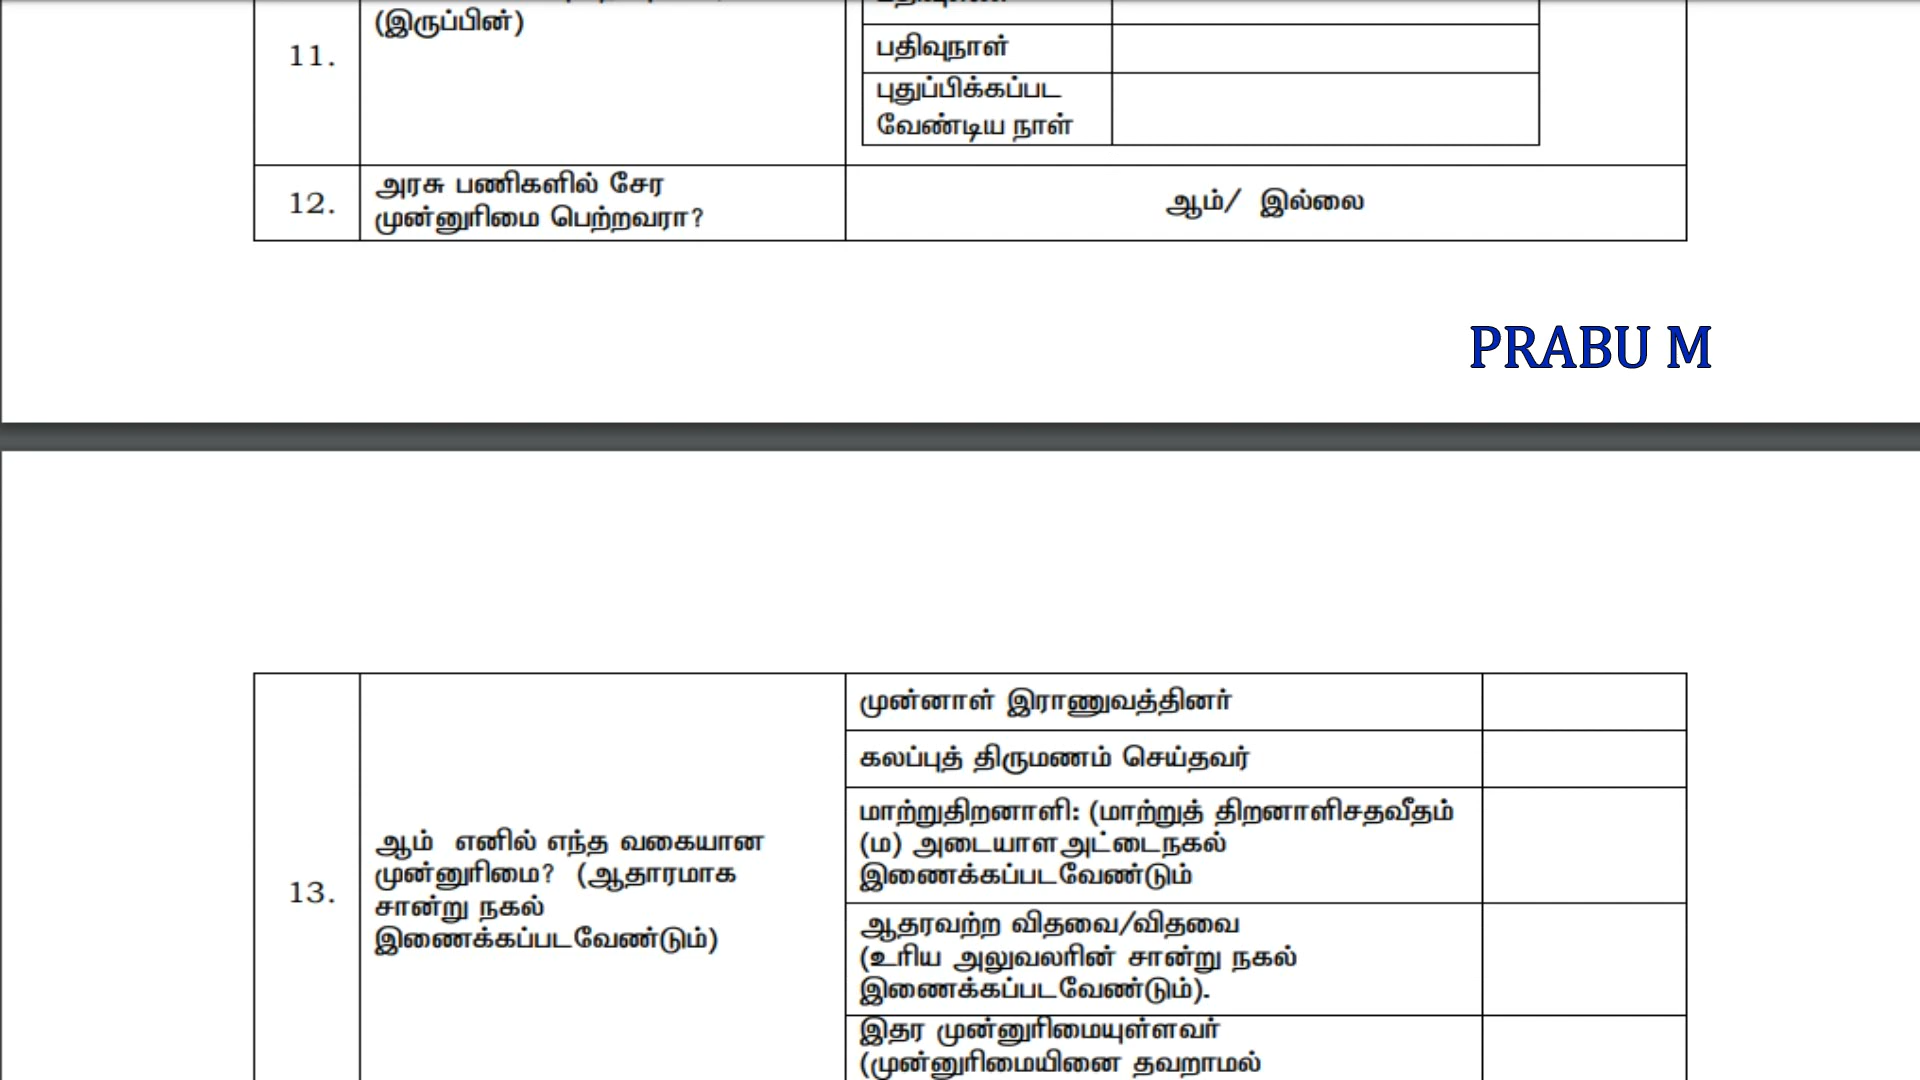 (இருப்பின்)
11.
பதிவுநாள்
புதுப்பிக்கப்பட
வேண்டிய நாள்
12.
அரசு பணிகளில் சேர
முன்னுரிமை பெற்றவரா?
ஆம்/ இல்லை
PRABU M
13.
ஆம் எனில் எந்த வகையான
முன்னுரிமை? (ஆதாரமாக
சான்று நகல்
இணைக்கப்படவேண்டும்)
முன்னாள் இராணுவத்தினர்
கலப்புத் திருமணம் செய்தவர்
மாற்றுதிறனாளி: (மாற்றுத் திறனாளிசதவீதம்
(ம) அடையாளஅட்டைநகல்
இணைக்கப்படவேண்டும்
ஆதரவற்ற விதவை/விதவை
(உரிய அலுவலரின் சான்று நகல்
இணைக்கப்படவேண்டும்).
இதர முன்னுரிமையுள்ளவர்
(முன்னுரிமையினை தவறாமல்